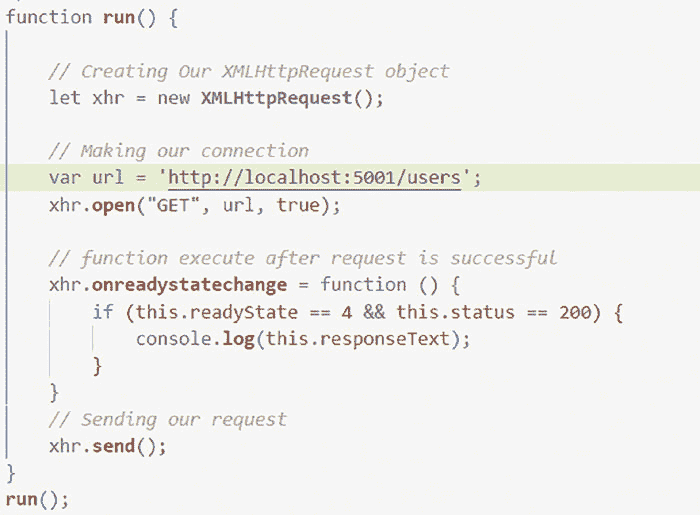 function run() {
// Creating Our XMLHttpRequest object
let xhr = new XMLHttpRequest();
// Making our connection
var url = 'http://localhost:5001/users';
xhr.open("GET", url, true);
// function execute after request is successful
xhr.onreadystatechange = function () {
if (this.readyState == 4 && this.status == 200) {
console.log(this.responseText);
}
}
// Sending our request
xhr.send();
}
run();